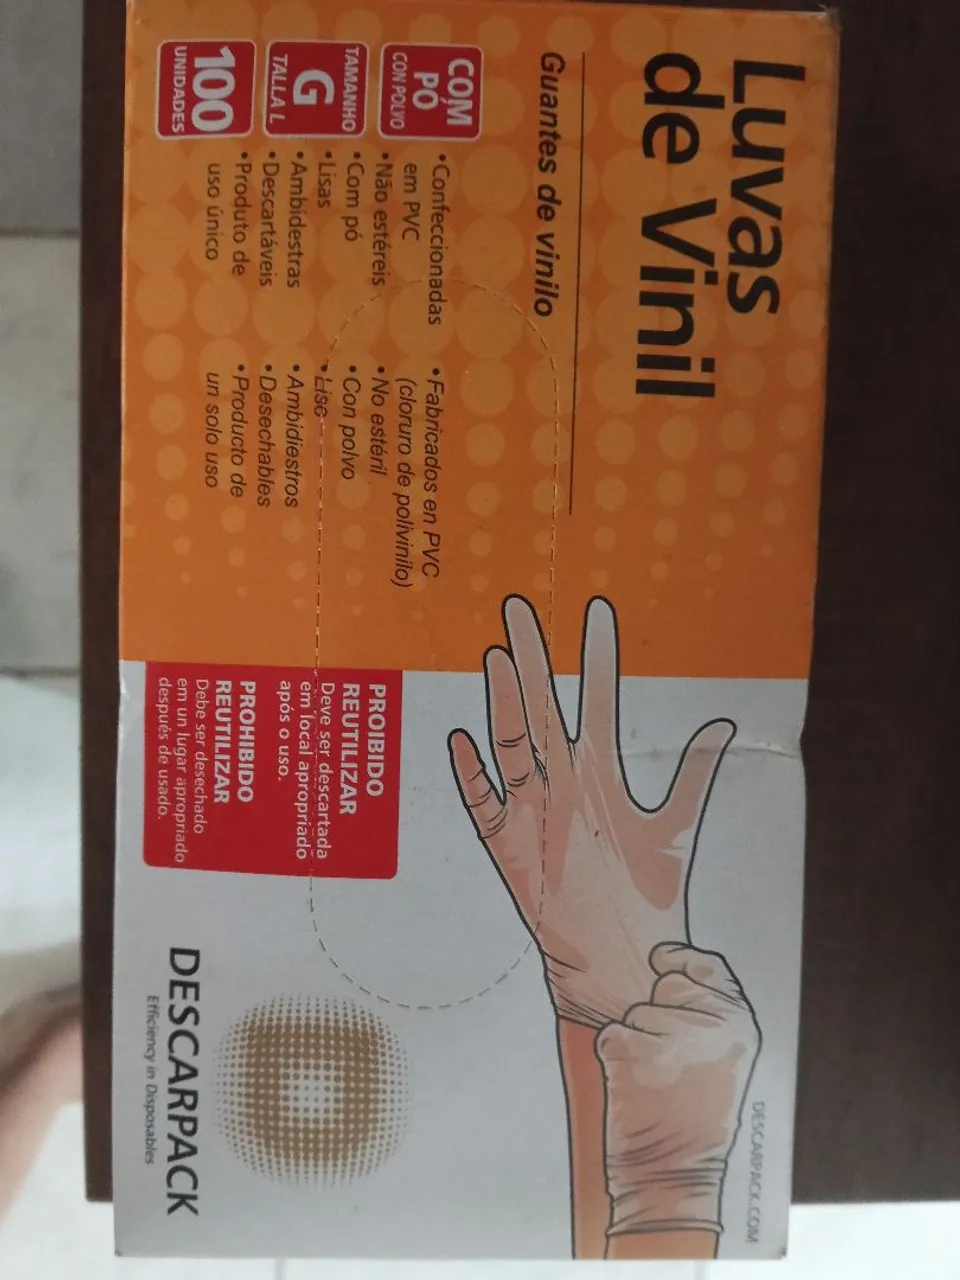 Luvas
de Vinil
Guantes de vinilo
COM
PÓ
CON POLVO
TAMANHO
G
TALLA L
100
UNIDADES
•Confeccionadas
em PVC
•Não estéreis
•Com pó
•Lisas
•Ambidestras
•Descartáveis
•Produto de
uso único
•Fabricados en PVC
(cloruro de polivinilo)
•No estéril
•Con polvo
•Liso
•Ambidiestros
•Desechables
•Producto de
un solo uso
PROIBIDO
REUTILIZAR
Deve ser descartada
em local apropriado
após o uso.
PROHIBIDO
REUTILIZAR
Debe ser desechado
em un lugar apropriado
después de usado.
DESCARPACK
Efficiency in Disposables
DESCARPACK.COM